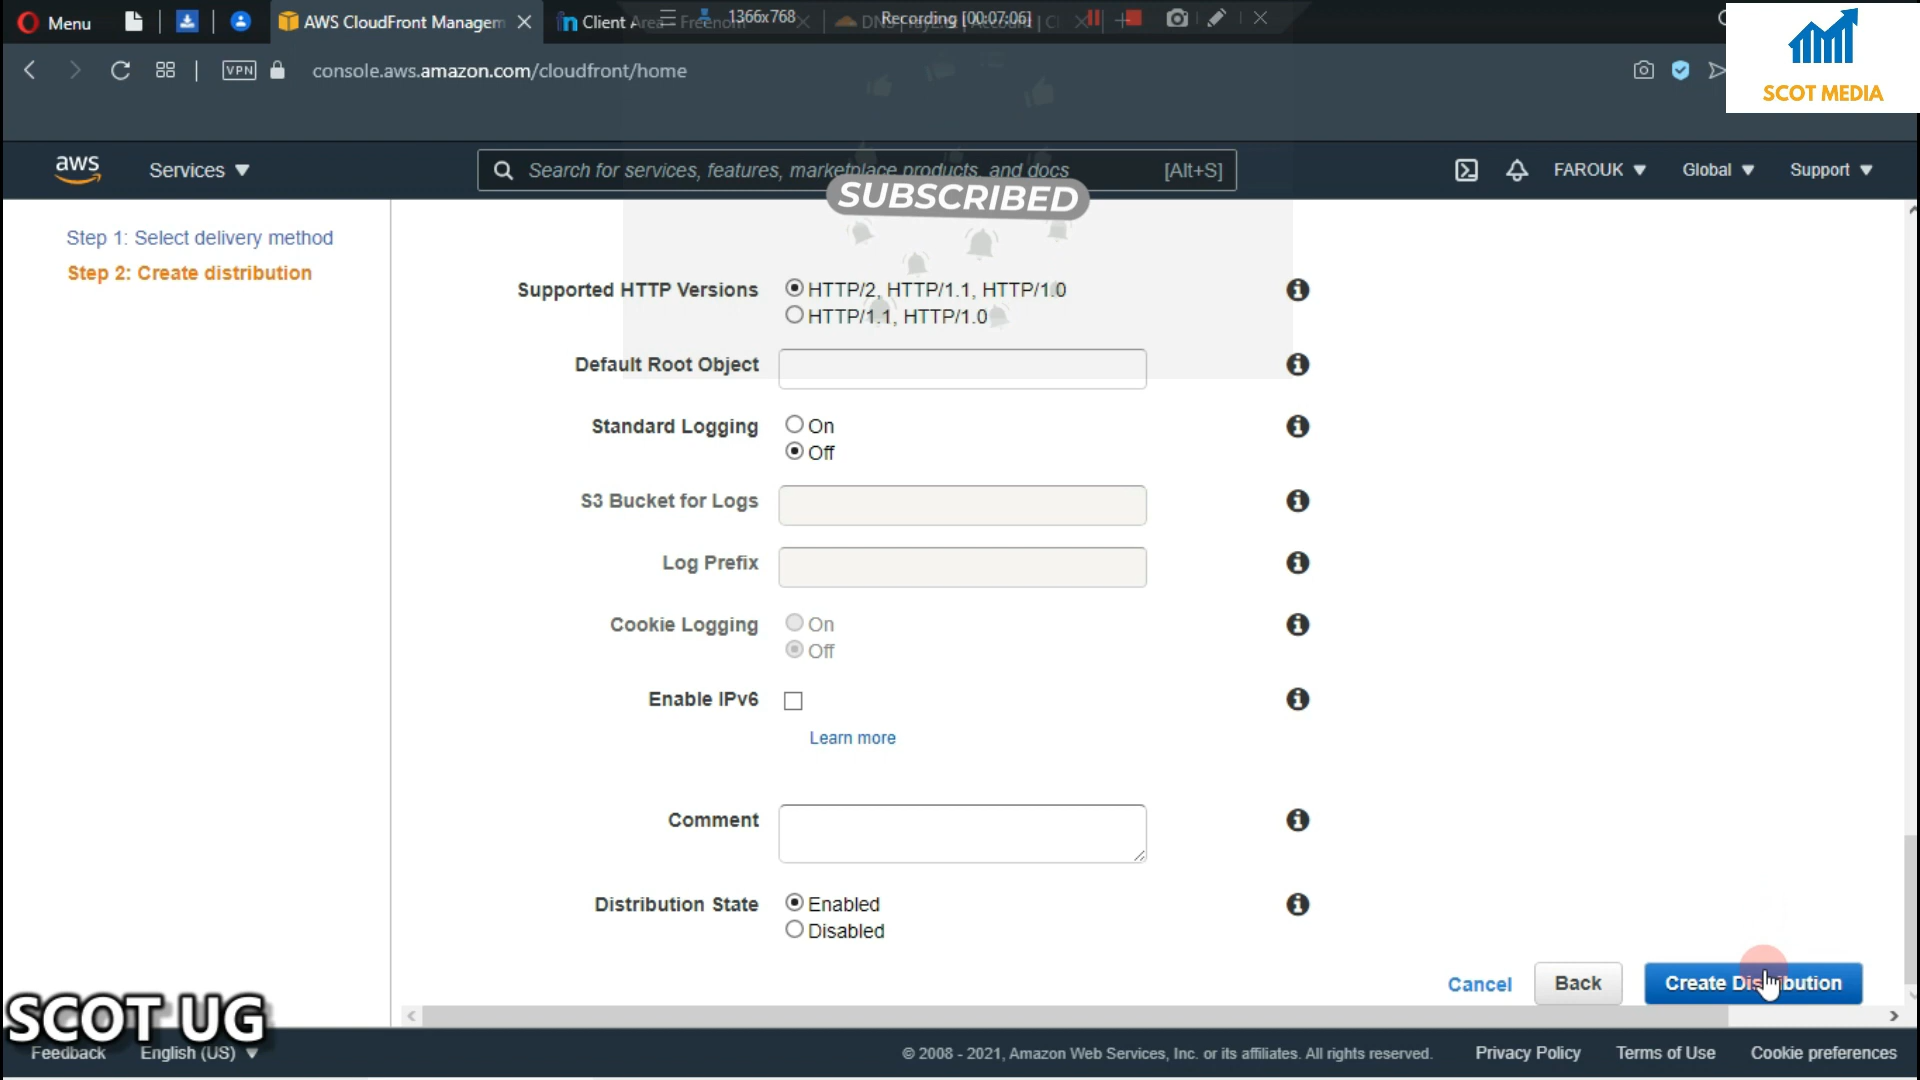 Menu
AWS CloudFront Managem
Client Area - Freenom
1366x768
Recording [00:07:06]
SCOT MEDIA
VPN
console.aws.amazon.com/cloudfront/home
aws
Services
Search for services, features, marketplace products, and docs
[Alt+S]
FAROUK
Global
Support
SUBSCRIBED
Step 1: Select delivery method
Step 2: Create distribution
Supported HTTP Versions
HTTP/2, HTTP/1.1, HTTP/1.0
HTTP/1.1, HTTP/1.0
Default Root Object
Standard Logging
On
Off
S3 Bucket for Logs
Log Prefix
Cookie Logging
On
Off
Enable IPv6
Learn more
Comment
Distribution State
Enabled
Disabled
Cancel
Back
Create Distribution
SCOT UG
Feedback
English (US)
© 2008 - 2021, Amazon Web Services, Inc. or its affiliates. All rights reserved.
Privacy Policy
Terms of Use
Cookie preferences